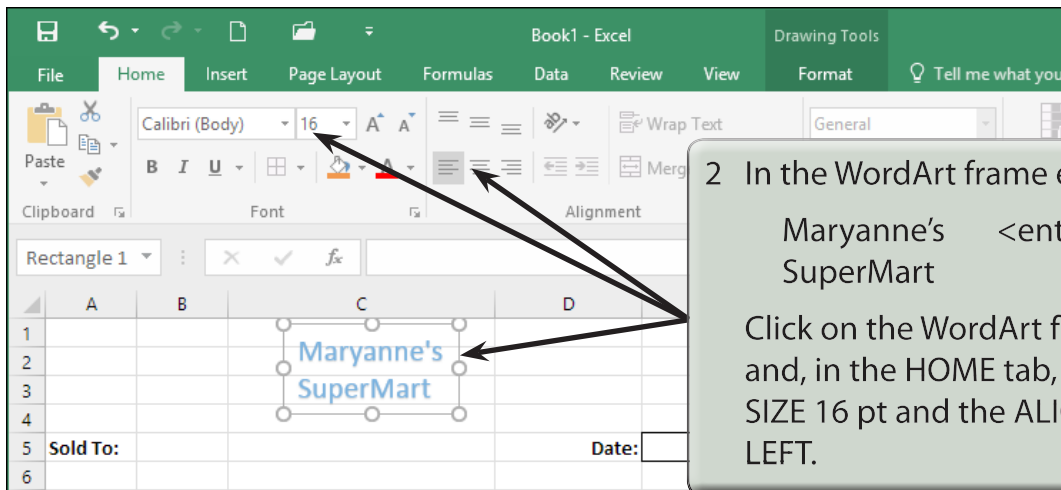 Book1 - Excel
Drawing Tools
File Home Insert Page Layout Formulas Data Review View Format Tell me what you
Calibri (Body) 16 A A Wrap Text General
Paste B I U A Merg
Clipboard Font Alignment
Rectangle 1 fx
A B C D
1
2
3
4
5
6
Maryanne's
SuperMart
Sold To: Date:
2 In the WordArt frame e
Maryanne’s <ent
SuperMart
Click on the WordArt f
and, in the HOME tab,
SIZE 16 pt and the ALI
LEFT.